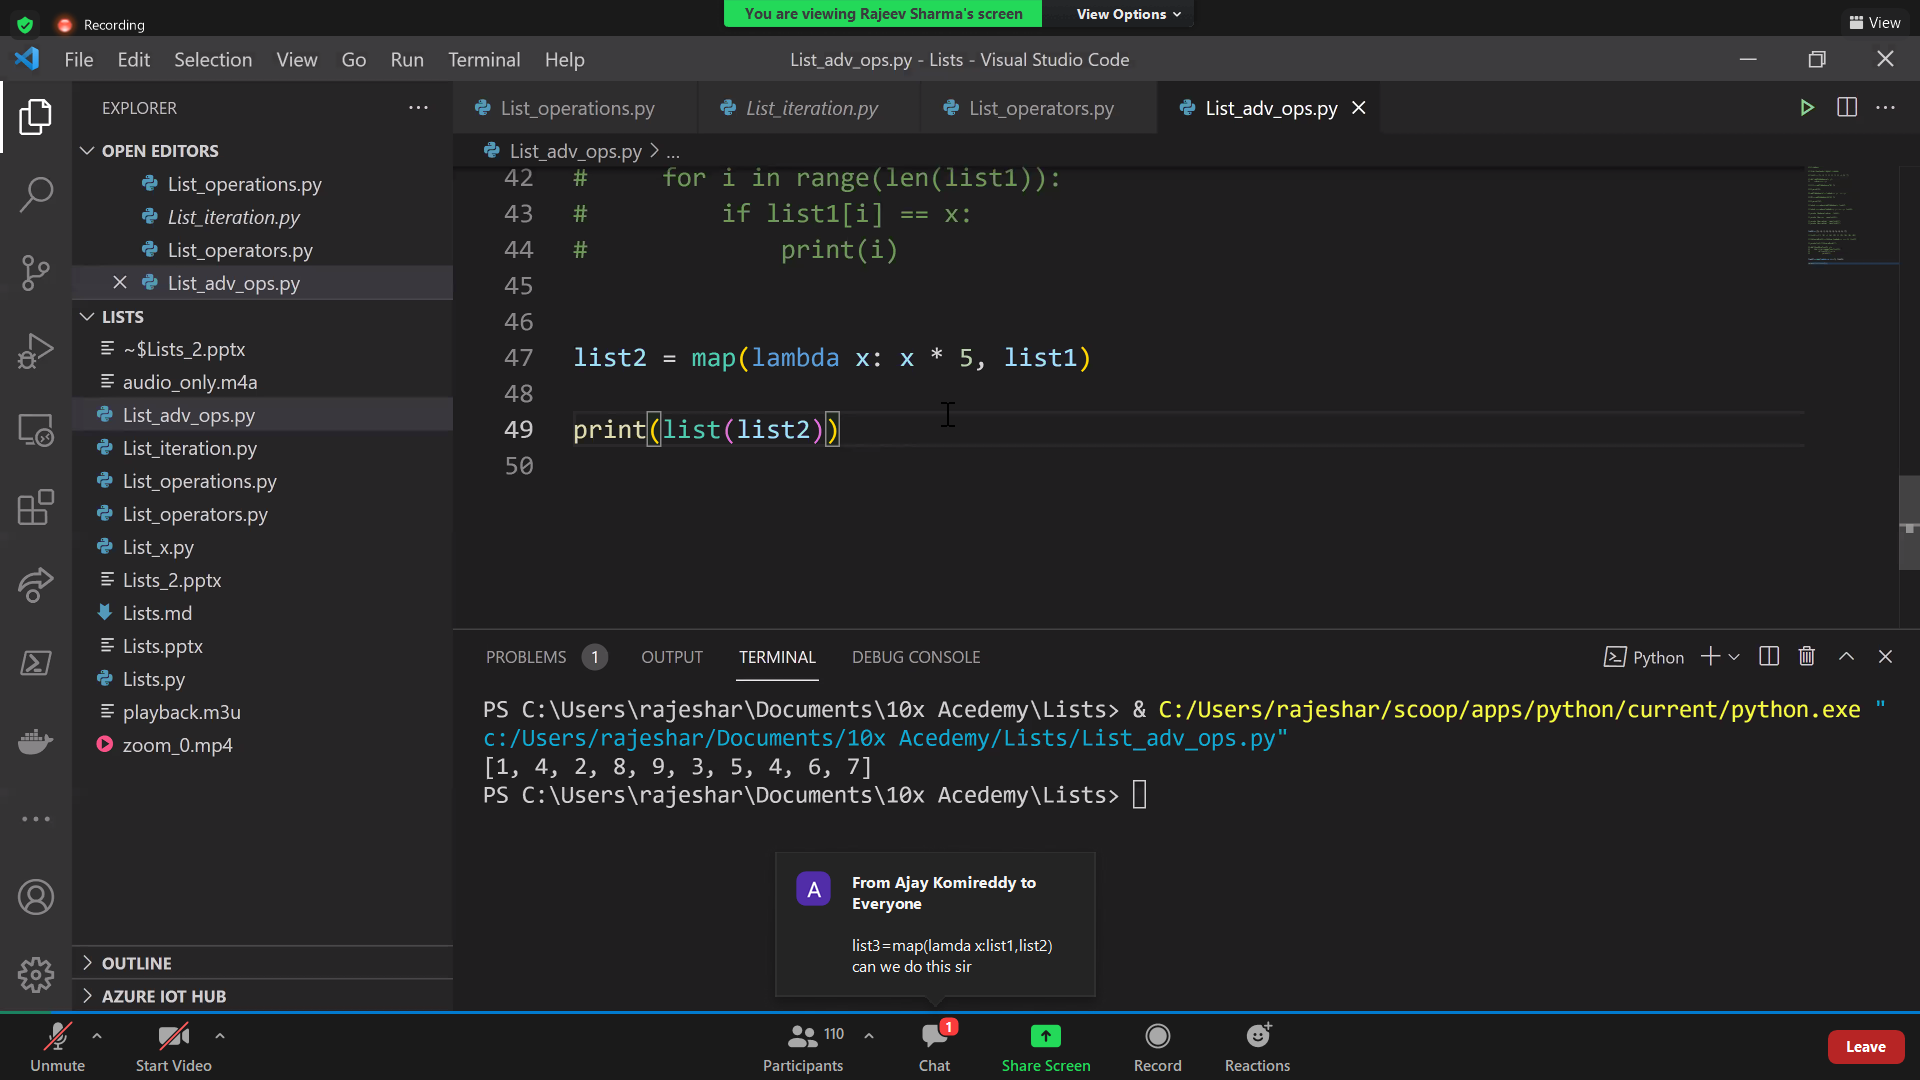 Recording
You are viewing Rajeev Sharma's screen
View Options
View
File Edit Selection View Go Run Terminal Help
List_adv_ops.py - Lists - Visual Studio Code
EXPLORER
OPEN EDITORS
List_operations.py
List_iteration.py
List_operators.py
List_adv_ops.py
LISTS
~$Lists_2.pptx
audio_only.m4a
List_adv_ops.py
List_iteration.py
List_operations.py
List_operators.py
List_x.py
Lists_2.pptx
Lists.md
Lists.pptx
Lists.py
playback.m3u
zoom_0.mp4
OUTLINE
AZURE IOT HUB
List_operations.py List_iteration.py List_operators.py List_adv_ops.py
List_adv_ops.py > ...
42 # for i in range(len(list1)):
43 # if list1[i] == x:
44 # print(i)
45
46
47 list2 = map(lambda x: x * 5, list1)
48
49 print(list(list2))
50
PROBLEMS 1 OUTPUT TERMINAL DEBUG CONSOLE
Python
PS C:\Users\rajeshar\Documents\10x Acedemy\Lists> & C:/Users/rajeshar/scoop/apps/python/current/python.exe "
c:/Users/rajeshar/Documents/10x Acedemy/Lists/List_adv_ops.py"
[1, 4, 2, 8, 9, 3, 5, 4, 6, 7]
PS C:\Users\rajeshar\Documents\10x Acedemy\Lists>
A
From Ajay Komireddy to
Everyone
list3=map(lamda x:list1,list2)
can we do this sir
Unmute
Start Video
110
Participants
1
Chat
Share Screen
Record
Reactions
Leave